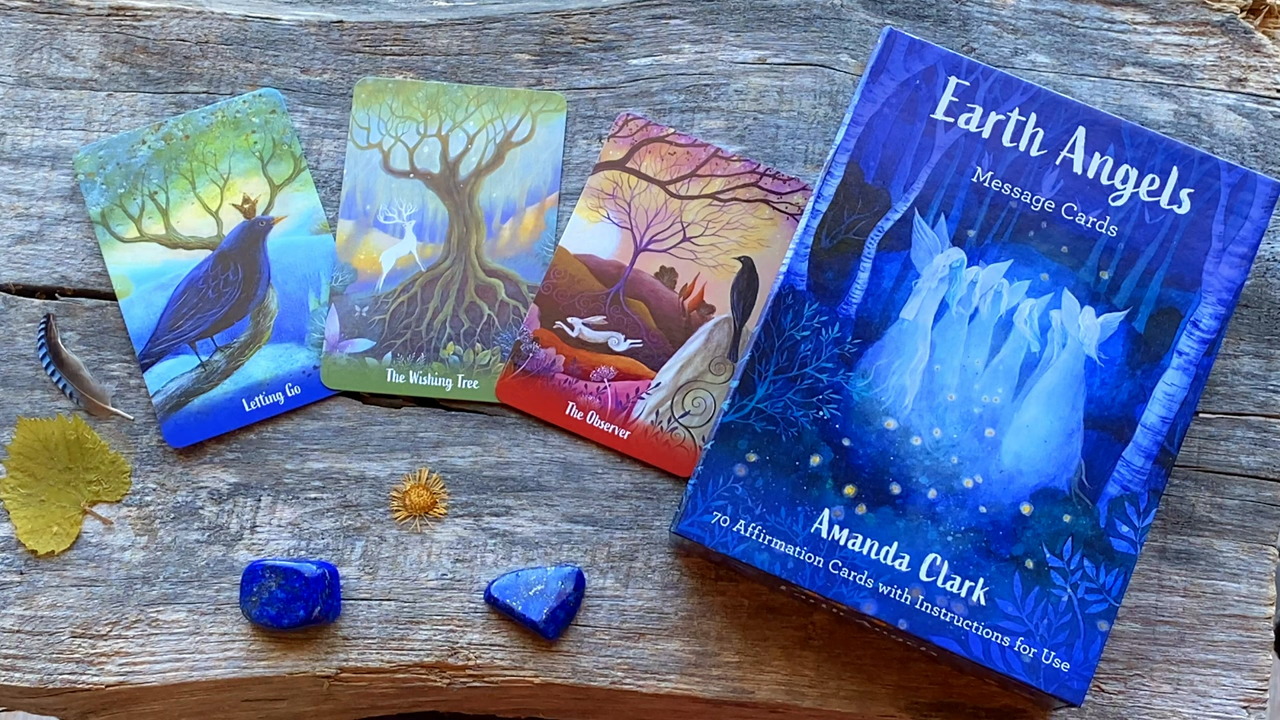 Letting Go
The Wishing Tree
The Observer
Earth Angels
Message Cards
Amanda Clark
70 Affirmation Cards with Instructions for Use